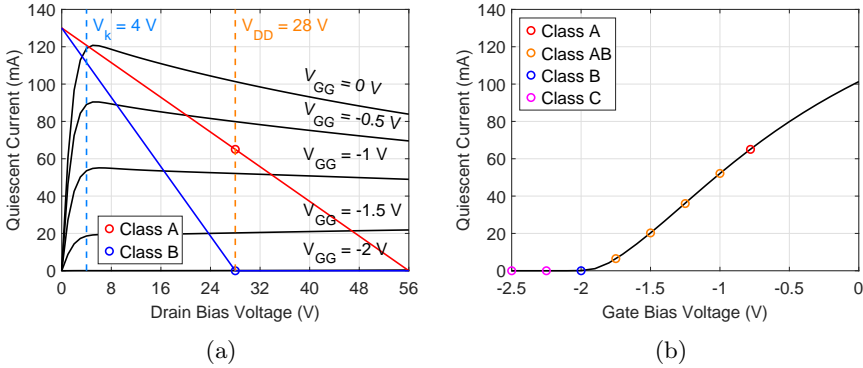 140
120
100
80
60
40
20
0
Quiescent Current (mA)
V_k = 4 V
V_DD = 28 V
V_GG = 0 V
V_GG = -0.5 V
V_GG = -1 V
V_GG = -1.5 V
V_GG = -2 V
Class A
Class B
0 8 16 24 32 40 48 56
Drain Bias Voltage (V)
(a)
140
120
100
80
60
40
20
0
Quiescent Current (mA)
Class A
Class AB
Class B
Class C
-2.5 -2 -1.5 -1 -0.5 0
Gate Bias Voltage (V)
(b)